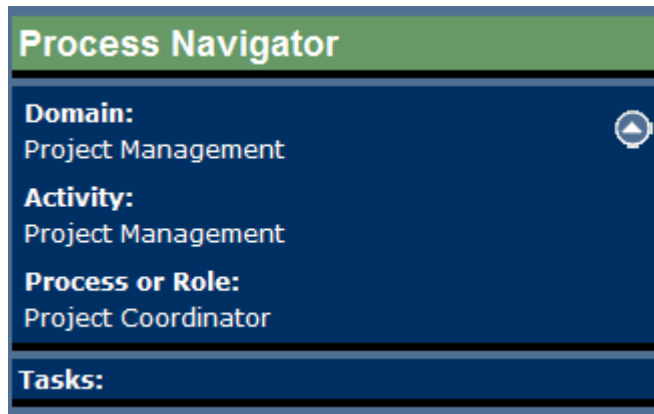 Process Navigator
Domain:
Project Management
Activity:
Project Management
Process or Role:
Project Coordinator
Tasks: